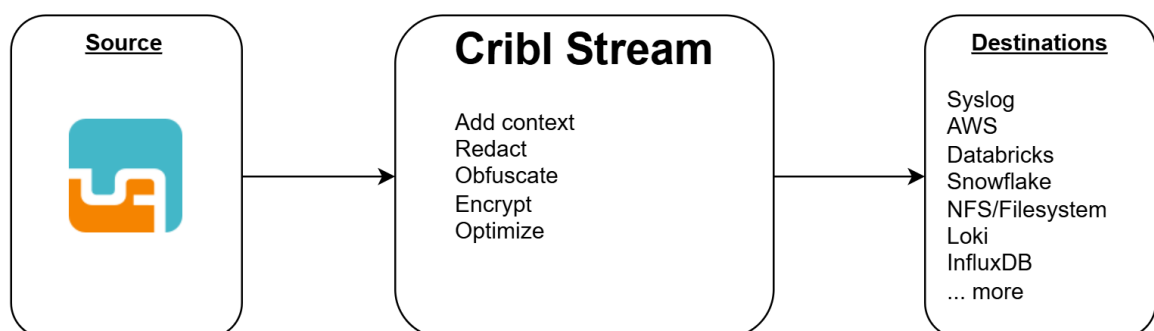 Source
Cribl Stream
Add context
Redact
Obfuscate
Encrypt
Optimize
Destinations
Syslog
AWS
Databricks
Snowflake
NFS/Filesystem
Loki
InfluxDB
... more